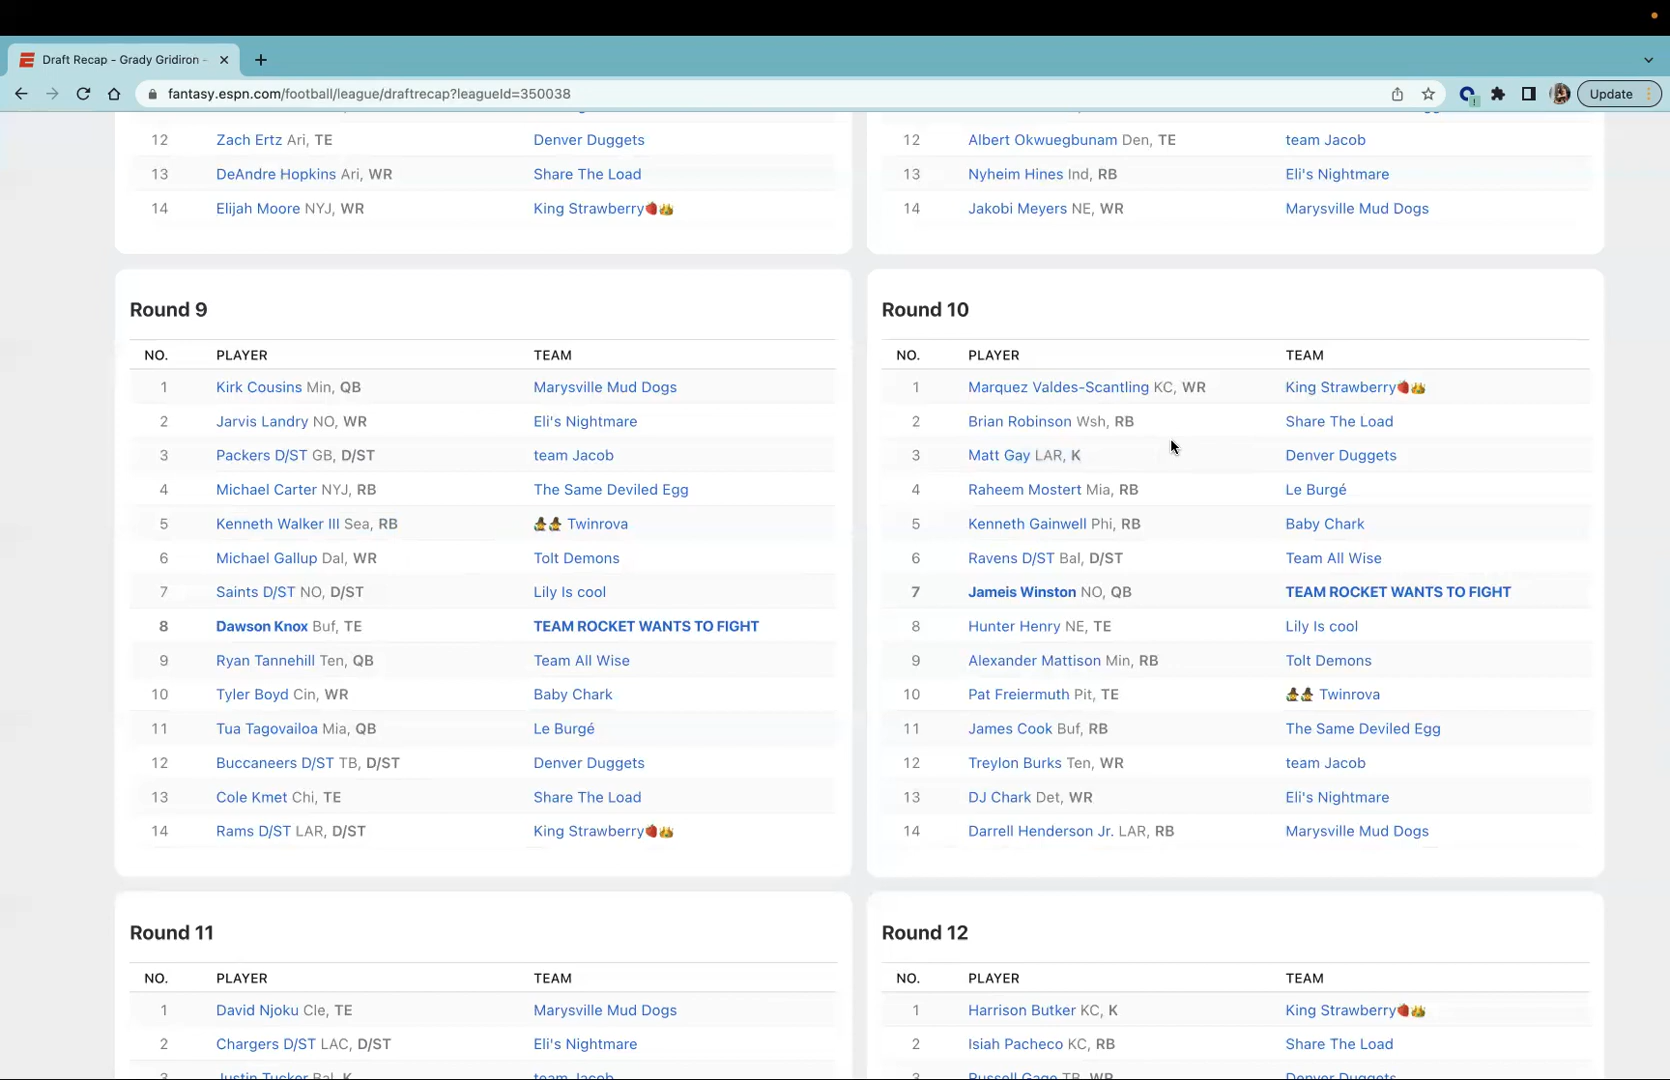 Draft Recap - Grady Gridiron -
fantasy.espn.com/football/league/draftrecap?leagueId=350038
Update
12 Zach Ertz Ari, TE Denver Duggets
13 DeAndre Hopkins Ari, WR Share The Load
14 Elijah Moore NYJ, WR King Strawberry🍓👑
12 Albert Okwuegbunam Den, TE team Jacob
13 Nyheim Hines Ind, RB Eli's Nightmare
14 Jakobi Meyers NE, WR Marysville Mud Dogs
Round 9
NO. PLAYER TEAM
1 Kirk Cousins Min, QB Marysville Mud Dogs
2 Jarvis Landry NO, WR Eli's Nightmare
3 Packers D/ST GB, D/ST team Jacob
4 Michael Carter NYJ, RB The Same Deviled Egg
5 Kenneth Walker III Sea, RB Twinrova
6 Michael Gallup Dal, WR Tolt Demons
7 Saints D/ST NO, D/ST Lily Is cool
8 Dawson Knox Buf, TE TEAM ROCKET WANTS TO FIGHT
9 Ryan Tannehill Ten, QB Team All Wise
10 Tyler Boyd Cin, WR Baby Chark
11 Tua Tagovailoa Mia, QB Le Burgé
12 Buccaneers D/ST TB, D/ST Denver Duggets
13 Cole Kmet Chi, TE Share The Load
14 Rams D/ST LAR, D/ST King Strawberry🍓👑
Round 10
NO. PLAYER TEAM
1 Marquez Valdes-Scantling KC, WR King Strawberry🍓👑
2 Brian Robinson Wsh, RB Share The Load
3 Matt Gay LAR, K Denver Duggets
4 Raheem Mostert Mia, RB Le Burgé
5 Kenneth Gainwell Phi, RB Baby Chark
6 Ravens D/ST Bal, D/ST Team All Wise
7 Jameis Winston NO, QB TEAM ROCKET WANTS TO FIGHT
8 Hunter Henry NE, TE Lily Is cool
9 Alexander Mattison Min, RB Tolt Demons
10 Pat Freiermuth Pit, TE Twinrova
11 James Cook Buf, RB The Same Deviled Egg
12 Treylon Burks Ten, WR team Jacob
13 DJ Chark Det, WR Eli's Nightmare
14 Darrell Henderson Jr. LAR, RB Marysville Mud Dogs
Round 11
NO. PLAYER TEAM
1 David Njoku Cle, TE Marysville Mud Dogs
2 Chargers D/ST LAC, D/ST Eli's Nightmare
3 Justin Tucker Bal, K team Jacob
Round 12
NO. PLAYER TEAM
1 Harrison Butker KC, K King Strawberry🍓👑
2 Isiah Pacheco KC, RB Share The Load
3 Russell Gage TB, WR Denver Duggets